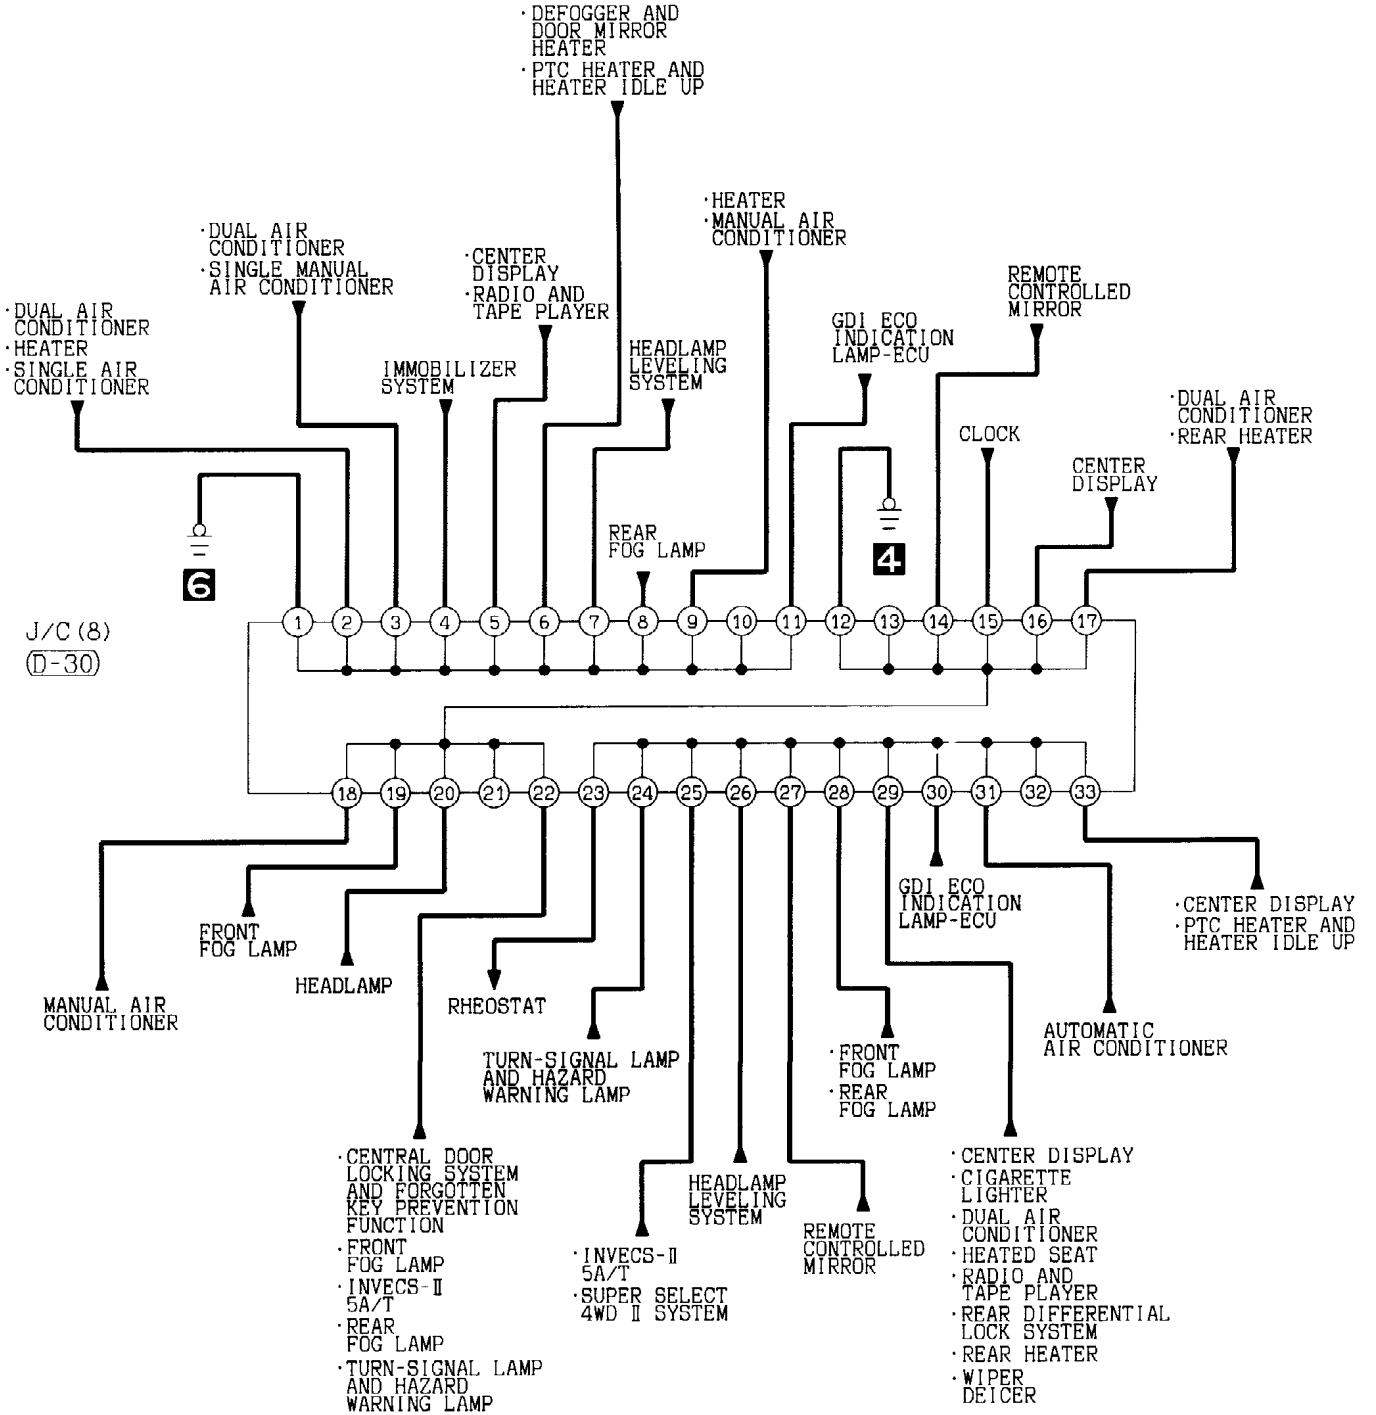 ·DEFOGGER AND
DOOR MIRROR
HEATER
·PTC HEATER AND
HEATER IDLE UP
·HEATER
·MANUAL AIR
CONDITIONER
·DUAL AIR
CONDITIONER
·SINGLE MANUAL
AIR CONDITIONER
·CENTER
DISPLAY
·RADIO AND
TAPE PLAYER
REMOTE
CONTROLLED
MIRROR
·DUAL AIR
CONDITIONER
·HEATER
·SINGLE AIR
CONDITIONER
IMMOBILIZER
SYSTEM
HEADLAMP
LEVELING
SYSTEM
GDI ECO
INDICATION
LAMP-ECU
·DUAL AIR
CONDITIONER
·REAR HEATER
CLOCK
CENTER
DISPLAY
REAR
FOG LAMP
6
4
J/C (8)
D-30
1 2 3 4 5 6 7 8 9 10 11 12 13 14 15 16 17
18 19 20 21 22 23 24 25 26 27 28 29 30 31 32 33
GDI ECO
INDICATION
LAMP-ECU
·CENTER DISPLAY
·PTC HEATER AND
HEATER IDLE UP
FRONT
FOG LAMP
HEADLAMP
RHEOSTAT
MANUAL AIR
CONDITIONER
AUTOMATIC
AIR CONDITIONER
TURN-SIGNAL LAMP
AND HAZARD
WARNING LAMP
·FRONT
FOG LAMP
·REAR
FOG LAMP
·CENTRAL DOOR
LOCKING SYSTEM
AND FORGOTTEN
KEY PREVENTION
FUNCTION
·FRONT
FOG LAMP
·INVECS-Ⅱ
5A/T
·REAR
FOG LAMP
·TURN-SIGNAL LAMP
AND HAZARD
WARNING LAMP
·INVECS-Ⅱ
5A/T
·SUPER SELECT
4WD Ⅱ SYSTEM
HEADLAMP
LEVELING
SYSTEM
REMOTE
CONTROLLED
MIRROR
·CENTER DISPLAY
·CIGARETTE
LIGHTER
·DUAL AIR
CONDITIONER
·HEATED SEAT
·RADIO AND
TAPE PLAYER
·REAR DIFFERENTIAL
LOCK SYSTEM
·REAR HEATER
·WIPER
DEICER